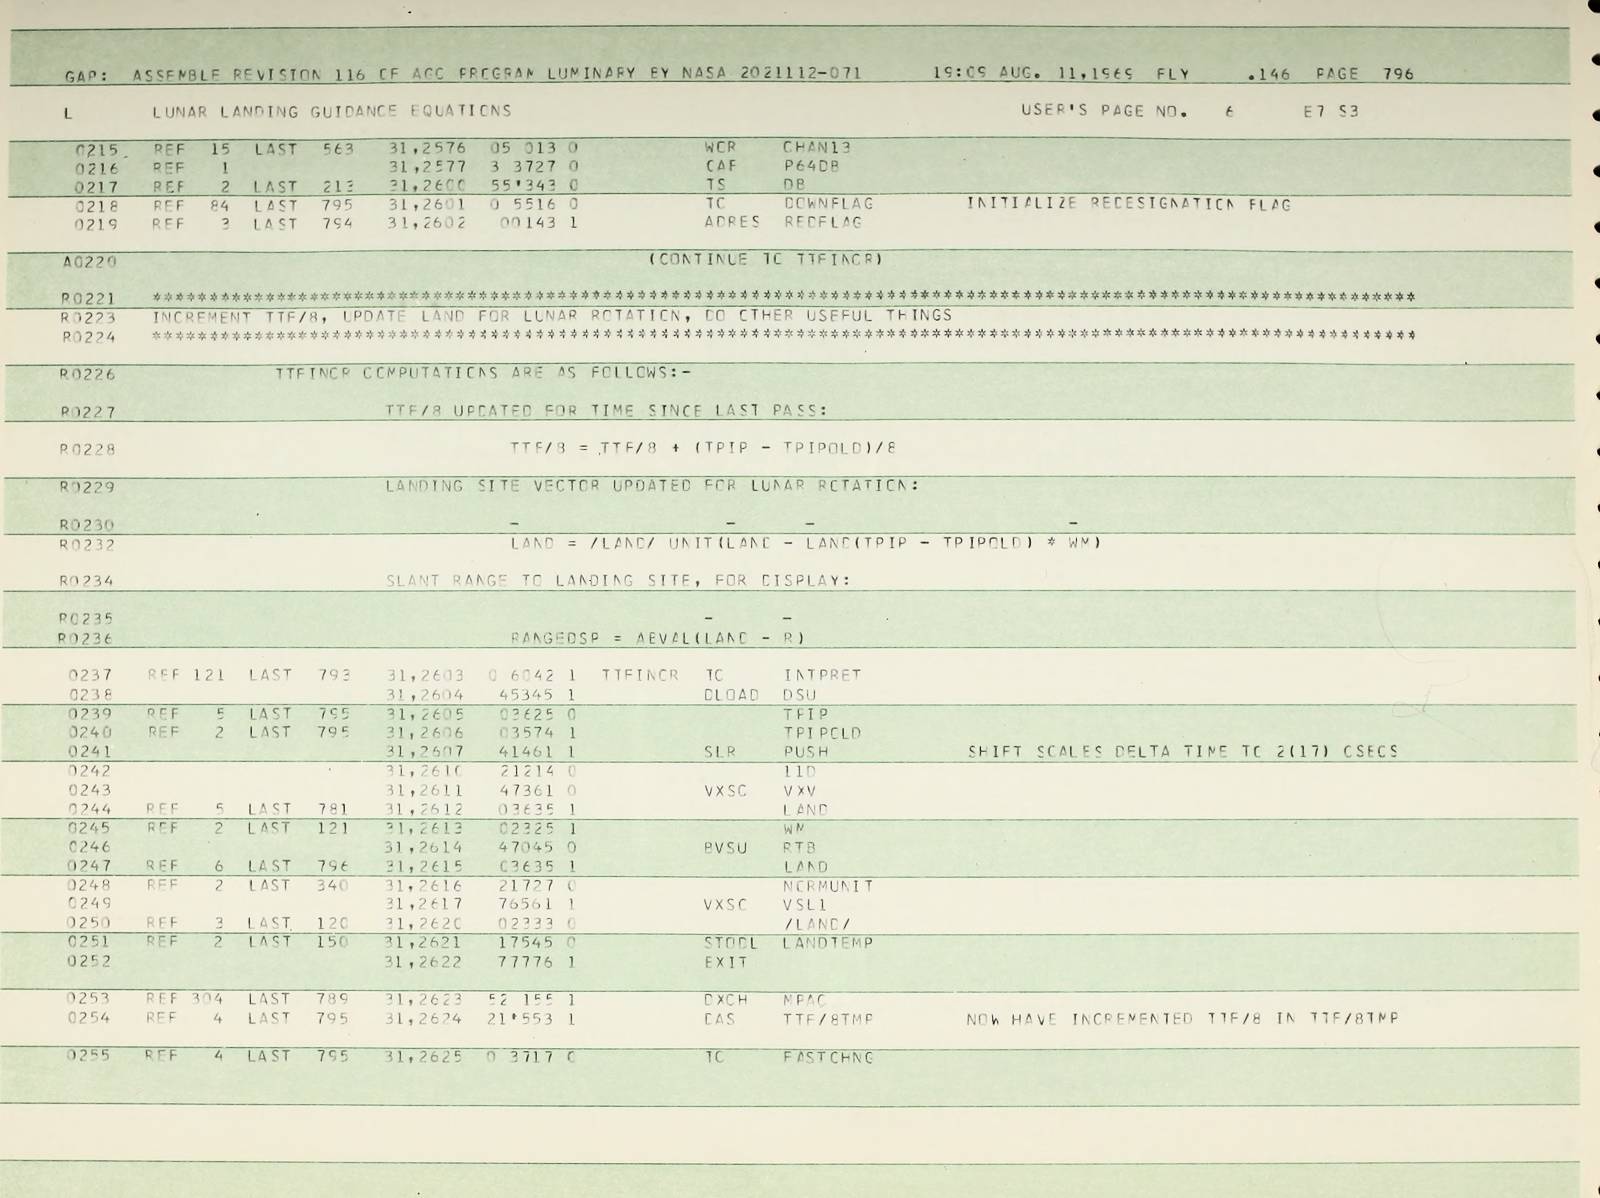 GAP: ASSEMBLE REVISION 116 OF AGC PROGRAM LUMINARY BY NASA 2021112-071 19:09 AUG. 11,1969 FLY .146 PAGE 796
L LUNAR LANDING GUIDANCE EQUATIONS USER'S PAGE NO. 6 E7 S3
0215 REF 15 LAST 563 31,2576 05 013 0 WOR CHAN13
0216 REF 1 31,2577 3 3727 0 CAF P64DB
0217 REF 2 LAST 213 31,2600 55'343 0 TS DB
0218 REF 84 LAST 795 31,2601 0 5516 0 TC DOWNFLAG INITIALIZE REDESIGNATION FLAG
0219 REF 3 LAST 794 31,2602 00143 1 ADRES REDFLAG
A0220 (CONTINUE TO TTFINCR)
R0221 ******************************************************************************************************************
R0223 INCREMENT TTF/8, UPDATE LAND FOR LUNAR ROTATION, DO OTHER USEFUL THINGS
R0224 ******************************************************************************************************************
R0226 TTFINCR COMPUTATIONS ARE AS FOLLOWS:-
R0227 TTF/8 UPDATED FOR TIME SINCE LAST PASS:
R0228 TTF/8 = TTF/8 + (TPIP - TPIPOLD)/8
R0229 LANDING SITE VECTOR UPDATED FOR LUNAR ROTATION:
R0230 - - - -
R0232 LAND = /LAND/ UNIT(LAND - LAND(TPIP - TPIPOLD) * WM)
R0234 SLANT RANGE TO LANDING SITE, FOR DISPLAY:
R0235 - -
R0236 RANGEDSP = ABVAL(LAND - R)
0237 REF 121 LAST 793 31,2603 0 6042 1 TTFINCR TC INTPRET
0238 31,2604 45345 1 DLOAD DSU
0239 REF 5 LAST 795 31,2605 03625 0 TPIP
0240 REF 2 LAST 795 31,2606 03574 1 TPIPOLD
0241 31,2607 41461 1 SLR PUSH SHIFT SCALES DELTA TIME TO 2(17) CSECS
0242 31,2610 21214 0 11D
0243 31,2611 47361 0 VXSC VXV
0244 REF 5 LAST 781 31,2612 03635 1 LAND
0245 REF 2 LAST 121 31,2613 02325 1 WM
0246 31,2614 47045 0 BVSU RTB
0247 REF 6 LAST 796 31,2615 03635 1 LAND
0248 REF 2 LAST 340 31,2616 21727 0 NORMUNIT
0249 31,2617 76561 1 VXSC VSL1
0250 REF 3 LAST 120 31,2620 02333 0 /LAND/
0251 REF 2 LAST 150 31,2621 17545 0 STODL LANDTEMP
0252 31,2622 77776 1 EXIT
0253 REF 304 LAST 789 31,2623 52 155 1 DXCH MPAC
0254 REF 4 LAST 795 31,2624 21'553 1 DAS TTF/8TMP NOW HAVE INCREMENTED TTF/8 IN TTF/8TMP
0255 REF 4 LAST 795 31,2625 0 3717 0 TC FASTCHNG